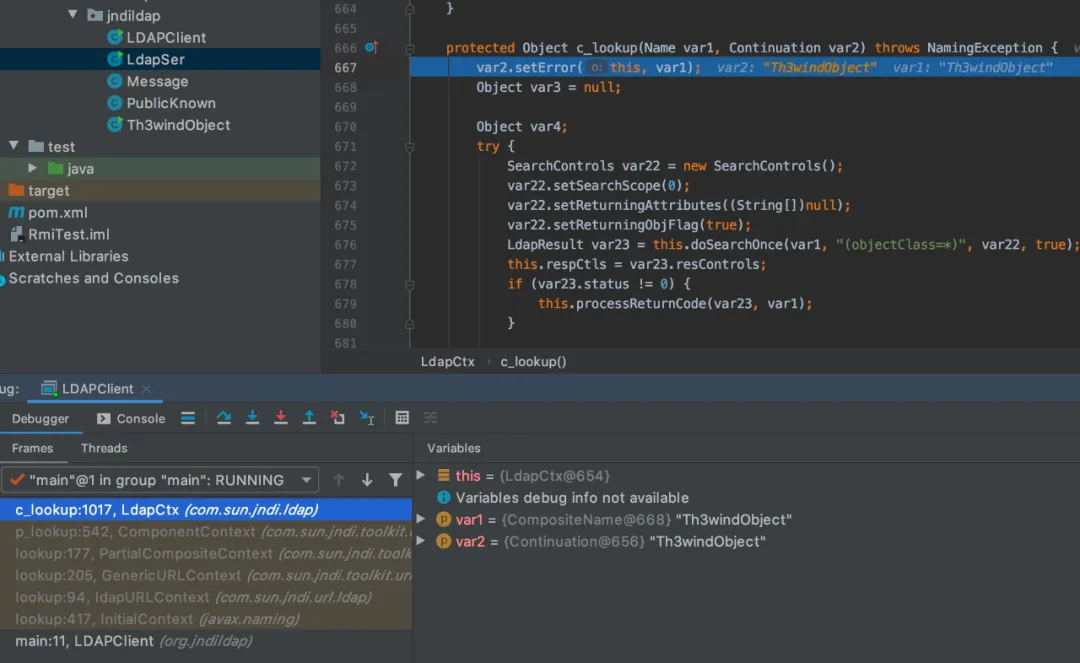 jndildap
LDAPClient
LdapSer
Message
PublicKnown
Th3windObject
test
java
target
pom.xml
RmiTest.iml
External Libraries
Scratches and Consoles
664 }
665
666 protected Object c_lookup(Name var1, Continuation var2) throws NamingException {
667 var2.setError( o: this, var1); var2: "Th3windObject" var1: "Th3windObject"
668 Object var3 = null;
669
670 Object var4;
671 try {
672 SearchControls var22 = new SearchControls();
673 var22.setSearchScope(0);
674 var22.setReturningAttributes((String[])null);
675 var22.setReturningObjFlag(true);
676 LdapResult var23 = this.doSearchOnce(var1, "(objectClass=*)", var22, true);
677 this.respCtls = var23.resControls;
678 if (var23.status != 0) {
679 this.processReturnCode(var23, var1);
680 }
681
LdapCtx › c_lookup()
ug: LDAPClient ×
Debugger Console
Frames Threads
"main"@1 in group "main": RUNNING
c_lookup:1017, LdapCtx (com.sun.jndi.ldap)
p_lookup:542, ComponentContext (com.sun.jndi.toolkit.
lookup:177, PartialCompositeContext (com.sun.jndi.toolk
lookup:205, GenericURLContext (com.sun.jndi.toolkit.ur
lookup:94, ldapURLContext (com.sun.jndi.url.ldap)
lookup:417, InitialContext (javax.naming)
main:11, LDAPClient (org.jndildap)
Variables
this = {LdapCtx@654}
Variables debug info not available
var1 = {CompositeName@668} "Th3windObject"
var2 = {Continuation@656} "Th3windObject"